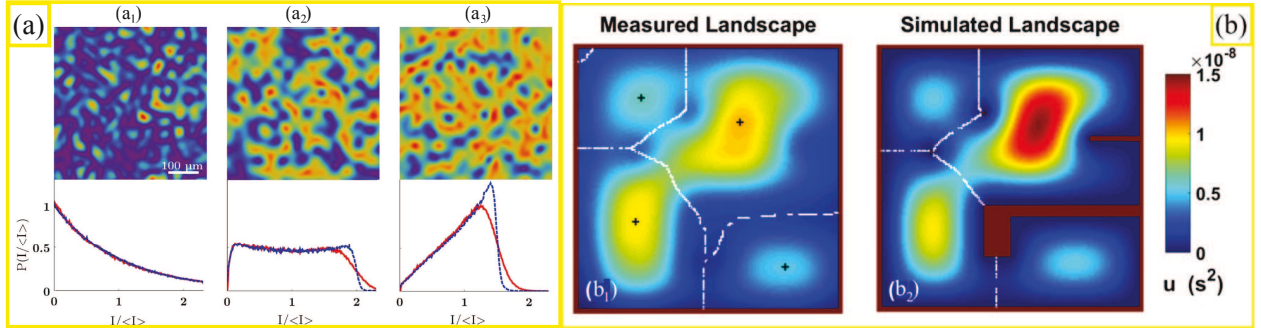 (a)
(a₁)
(a₂)
(a₃)
100 μm
P(I/<I>)
1
0.5
0
0
1
2
I/<I>
0
1
2
I/<I>
0
1
2
I/<I>
Measured Landscape
Simulated Landscape
(b)
(b₁)
(b₂)
×10⁻⁸
1.5
1
0.5
0
u (s²)